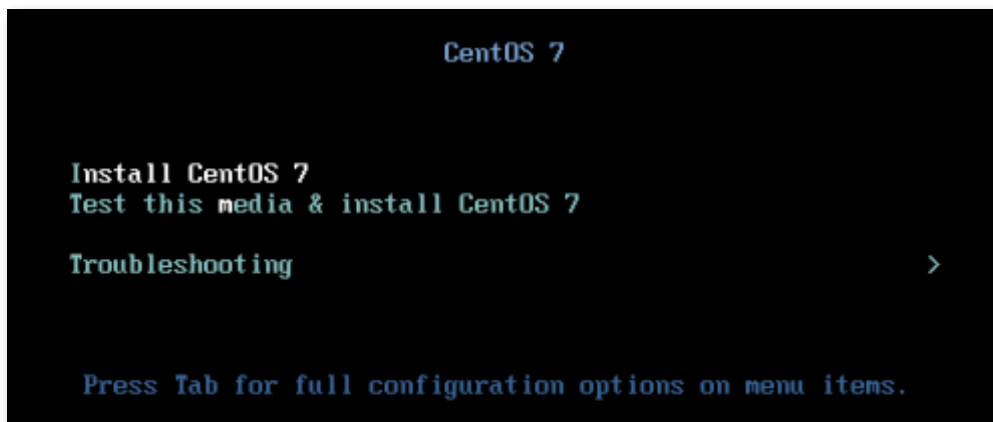 CentOS 7
Install CentOS 7
Test this media & install CentOS 7
Troubleshooting >
Press Tab for full configuration options on menu items.